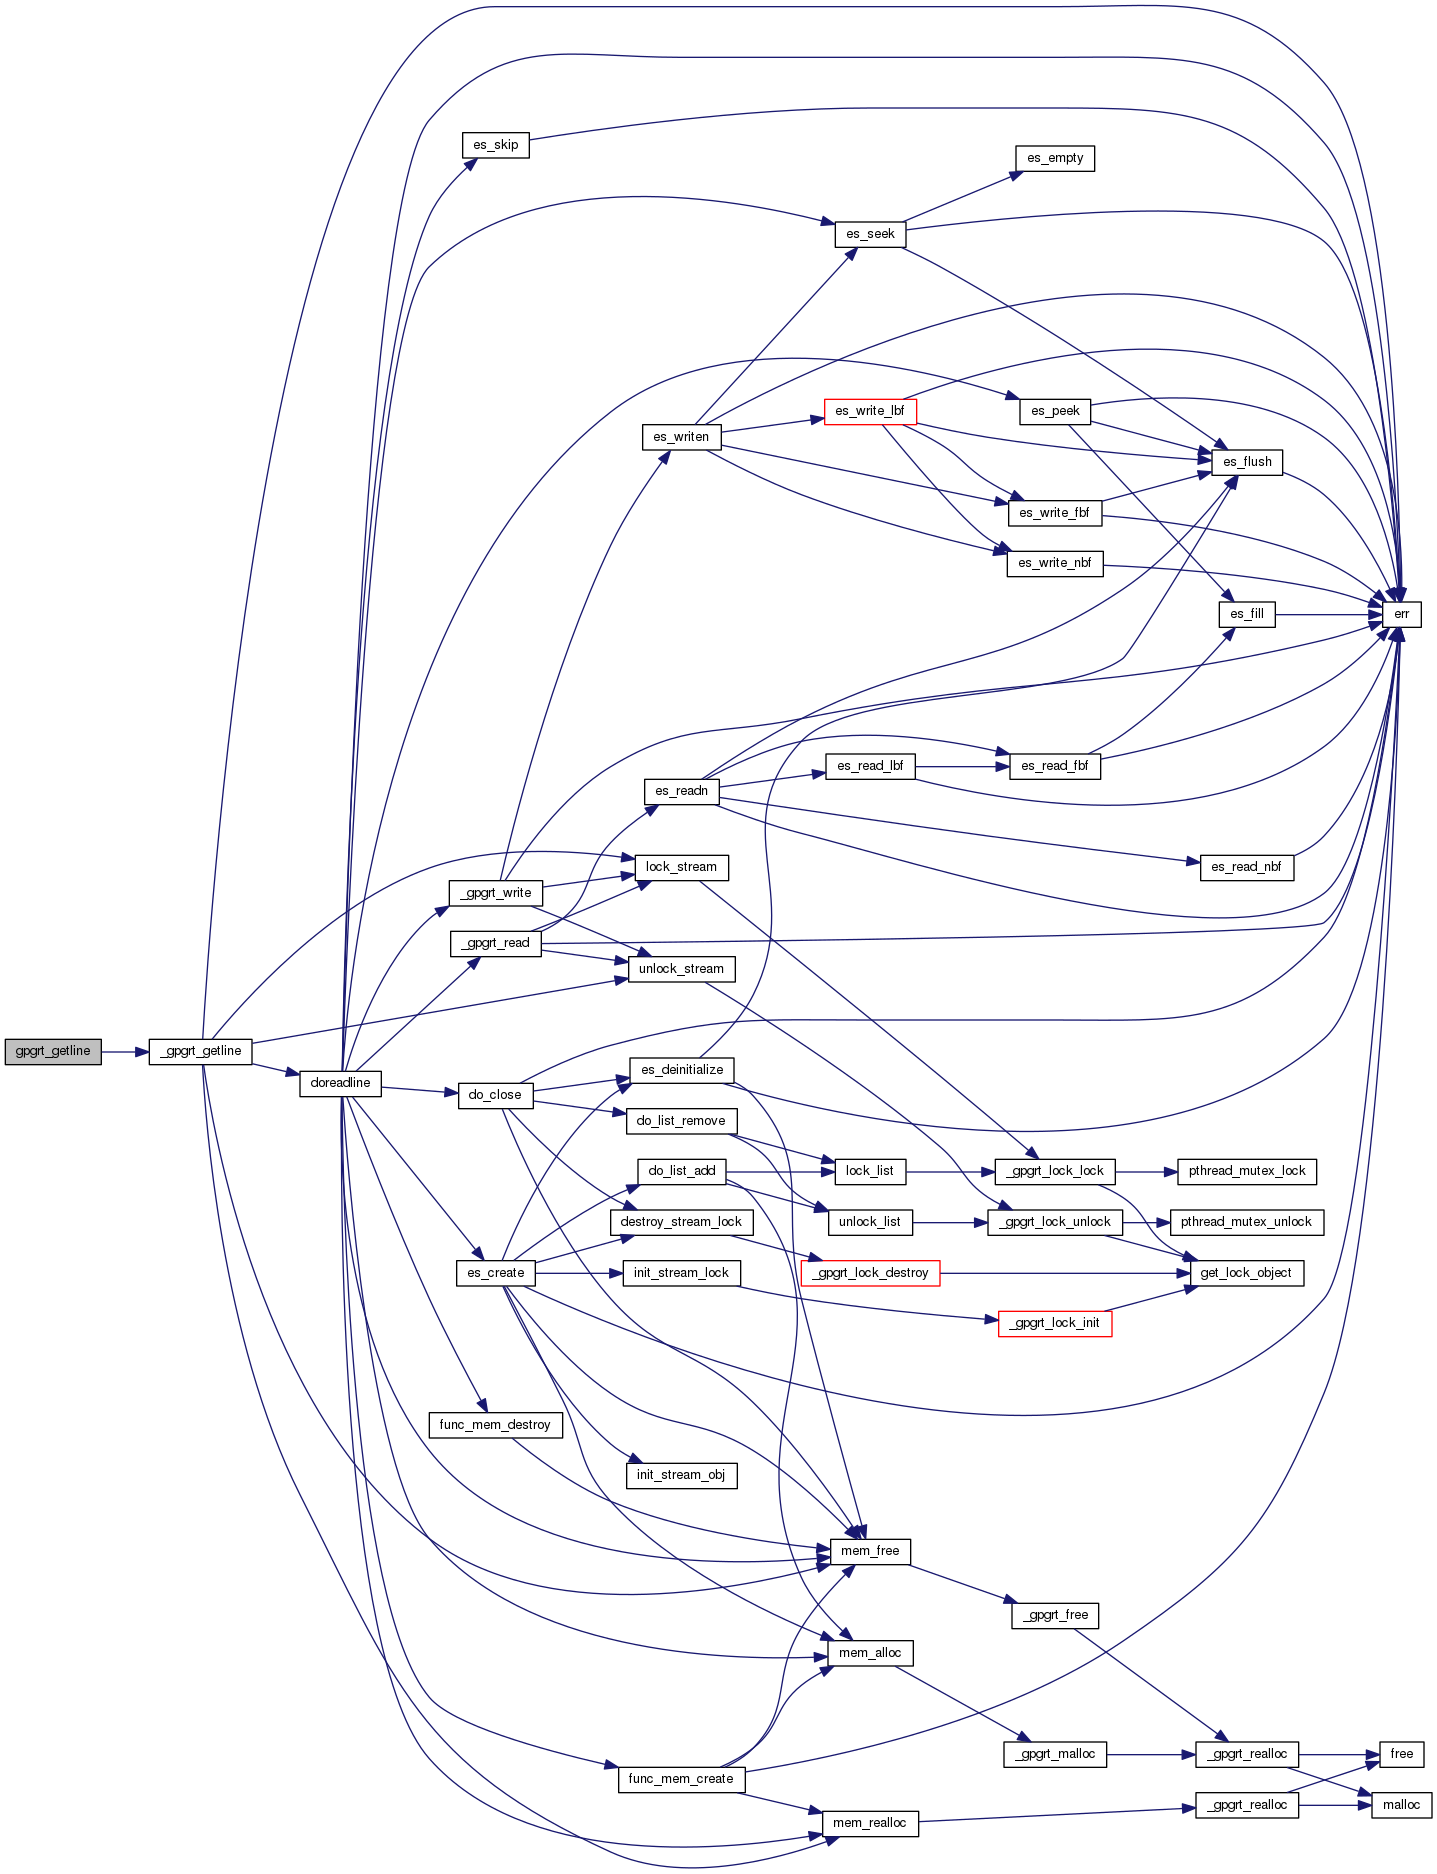 es_skip
es_empty
es_seek
es_write_lbf
es_peek
es_writen
es_flush
es_write_fbf
es_write_nbf
es_fill
err
es_read_lbf
es_read_fbf
es_readn
lock_stream
es_read_nbf
_gpgrt_write
_gpgrt_read
unlock_stream
gpgrt_getline
_gpgrt_getline
es_deinitialize
doreadline
do_close
do_list_remove
do_list_add
lock_list
_gpgrt_lock_lock
pthread_mutex_lock
destroy_stream_lock
unlock_list
_gpgrt_lock_unlock
pthread_mutex_unlock
es_create
init_stream_lock
_gpgrt_lock_destroy
get_lock_object
_gpgrt_lock_init
func_mem_destroy
init_stream_obj
mem_free
_gpgrt_free
mem_alloc
_gpgrt_malloc
_gpgrt_realloc
free
func_mem_create
_gpgrt_realloc
malloc
mem_realloc